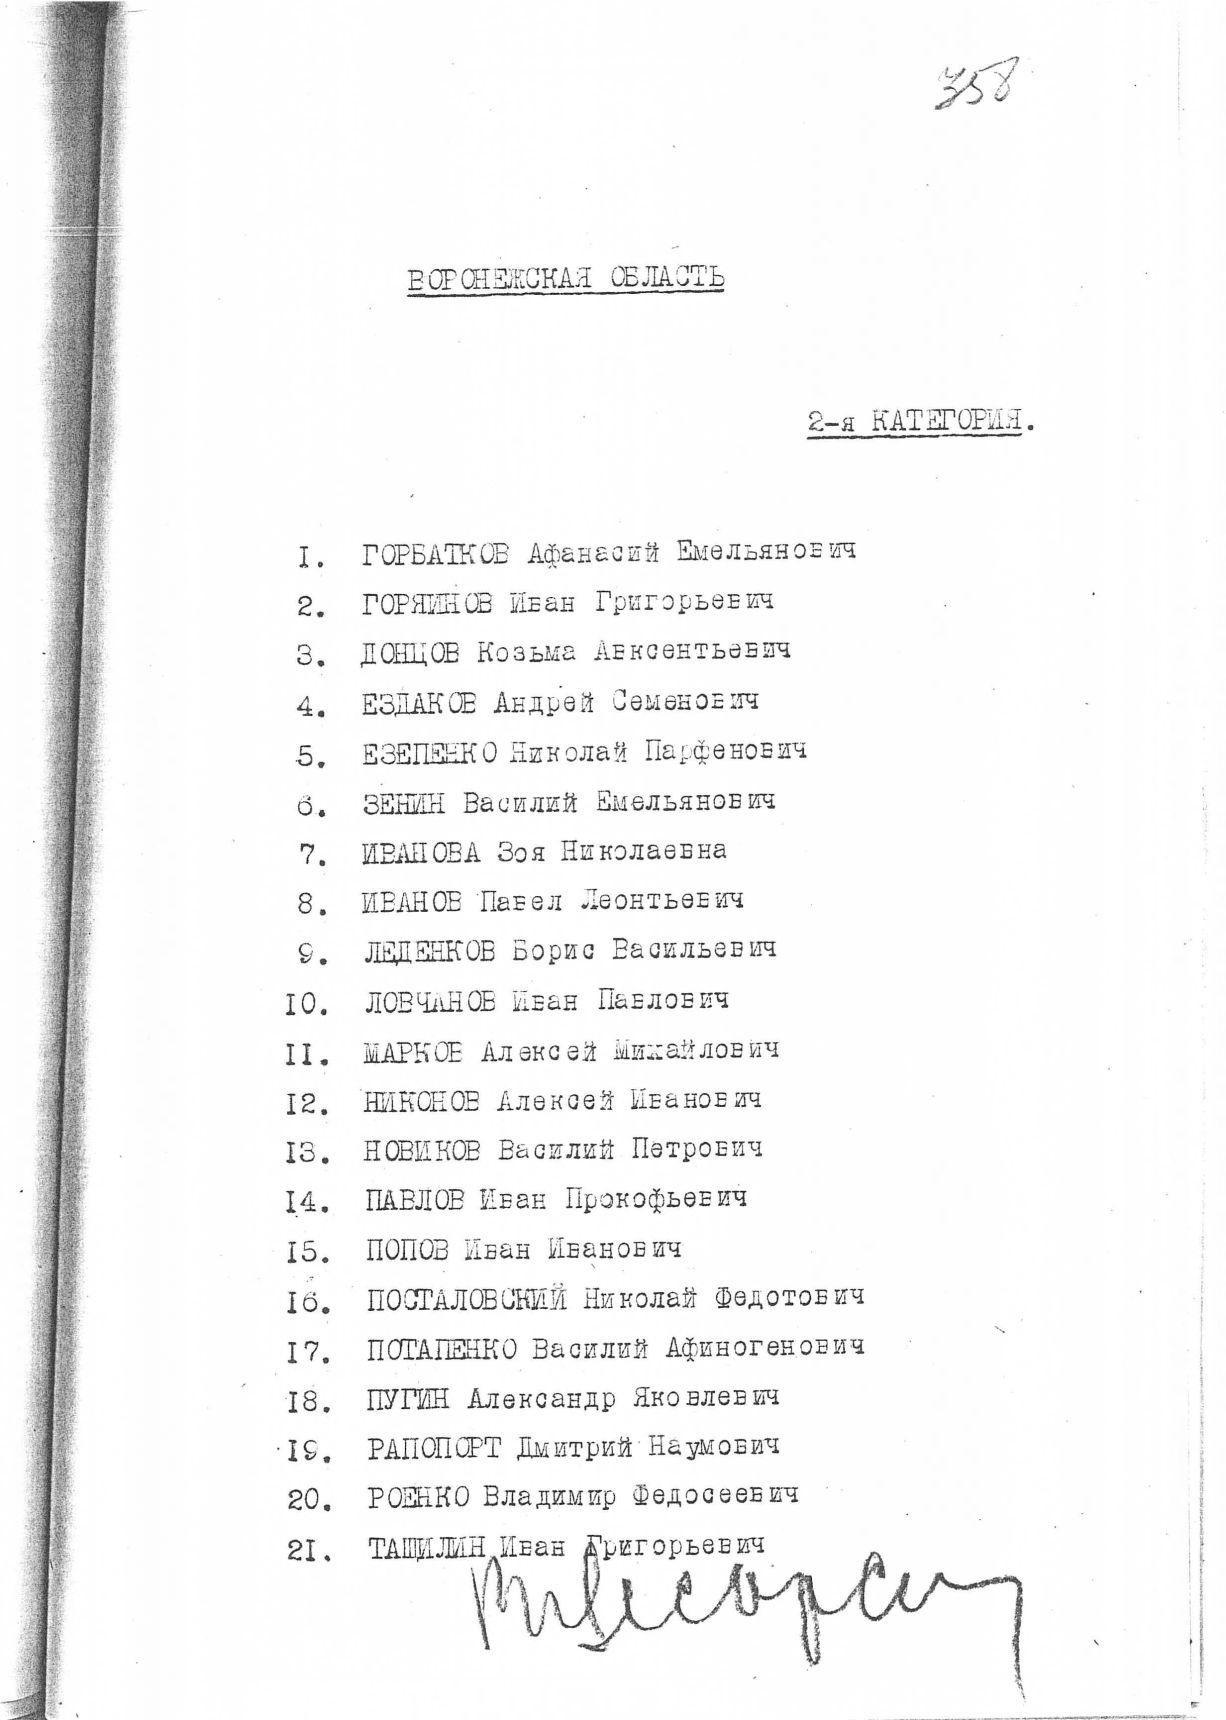 358
ВОРОНЕЖСКАЯ ОБЛАСТЬ
2-я КАТЕГОРИЯ.
I. ГОРБАТКОВ Афанасий Емельянович
2. ГОРЯИНОВ Иван Григорьевич
3. ДОНЦОВ Козьма Авксентьевич
4. ЕЗДАКОВ Андрей Семенович
5. ЕЗЕПЕНКО Николай Парфенович
6. ЗЕНИН Василий Емельянович
7. ИВАНОВА Зоя Николаевна
8. ИВАНОВ Павел Леонтьевич
9. ЛЕДЕНКОВ Борис Васильевич
I0. ЛОВЧАНОВ Иван Павлович
II. МАРКОВ Алексей Михайлович
I2. НИКОНОВ Алексей Иванович
I3. НОВИКОВ Василий Петрович
I4. ПАВЛОВ Иван Прокофьевич
I5. ПОПОВ Иван Иванович
I6. ПОСТАЛОВСКИЙ Николай Федотович
I7. ПОТАПЕНКО Василий Афиногенович
I8. ПУГИН Александр Яковлевич
I9. РАПОПОРТ Дмитрий Наумович
20. РОЕНКО Владимир Федосеевич
2I. ТАЩИЛИН Иван Григорьевич